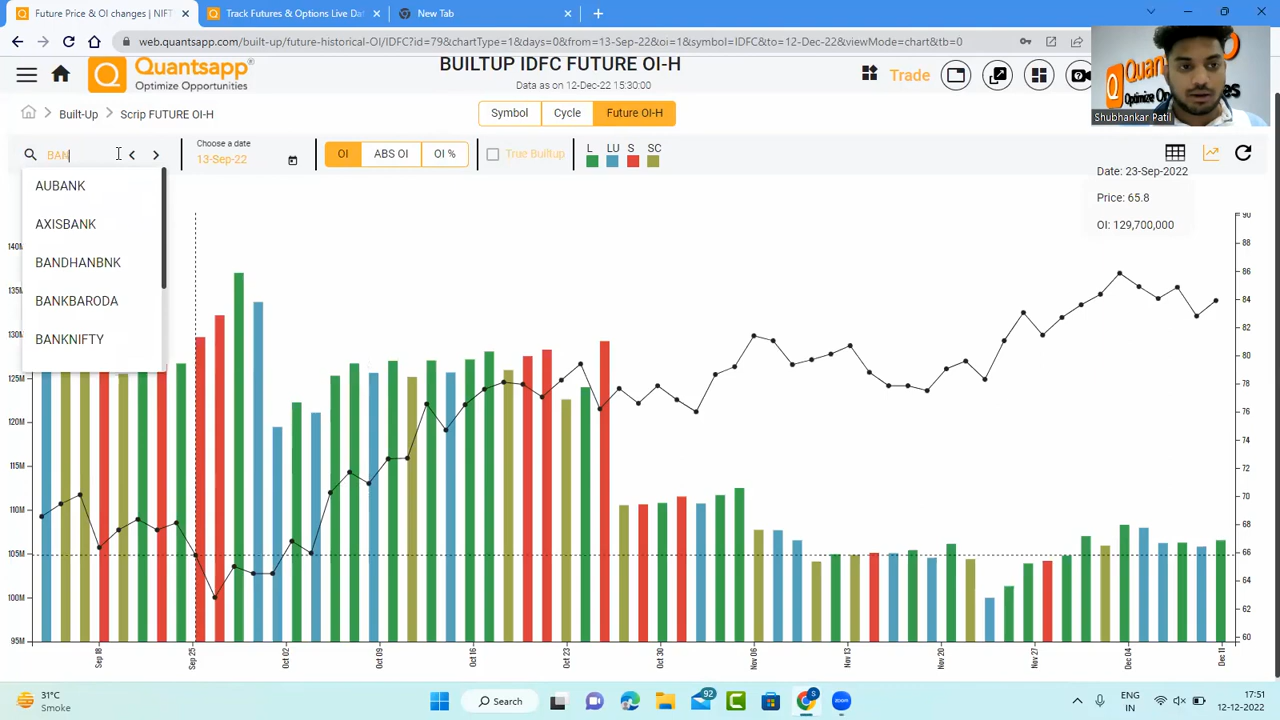 Future Price & OI changes | NIFT
Track Futures & Options Live Da
New Tab
web.quantsapp.com/built-up/future-historical-OI/IDFC?id=79&chartType=1&days=0&from=13-Sep-22&oi=1&symbol=IDFC&to=12-Dec-22&viewMode=chart&tb=0
Quantsapp
Optimize Opportunities
BUILTUP IDFC FUTURE OI-H
Data as on 12-Dec-22 15:30:00
Trade
Shubhankar Patil
Built-Up
Scrip FUTURE OI-H
Symbol
Cycle
Future OI-H
BAN
Choose a date
13-Sep-22
OI
ABS OI
OI %
True Builtup
L LU S SC
AUBANK
AXISBANK
BANDHANBNK
BANKBARODA
BANKNIFTY
Date: 23-Sep-2022
Price: 65.8
OI: 129,700,000
140M
135M
130M
125M
120M
115M
110M
105M
100M
95M
90
88
86
84
82
80
78
76
74
72
70
68
66
64
62
60
Sep 18
Sep 25
Oct 02
Oct 09
Oct 16
Oct 23
Oct 30
Nov 06
Nov 13
Nov 20
Nov 27
Dec 04
Dec 11
31°C
Smoke
Search
92
S
ENG
IN
17:51
12-12-2022